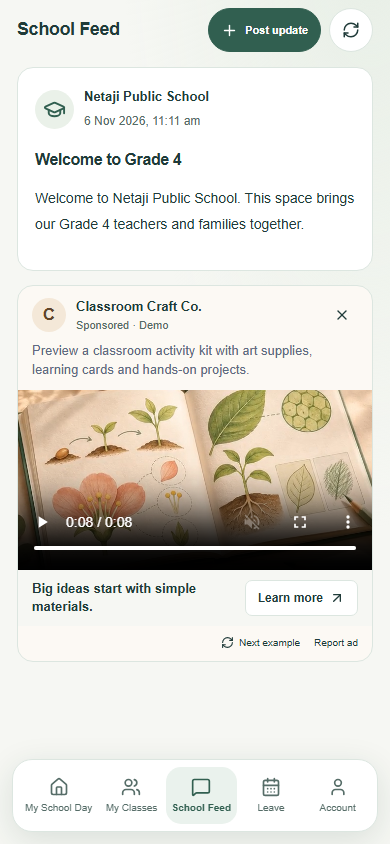 School Feed
Post update
Netaji Public School
6 Nov 2026, 11:11 am
Welcome to Grade 4
Welcome to Netaji Public School. This space brings
our Grade 4 teachers and families together.
C
Classroom Craft Co.
Sponsored · Demo
Preview a classroom activity kit with art supplies,
learning cards and hands-on projects.
0:08 / 0:08
Big ideas start with simple
materials.
Learn more
Next example
Report ad
My School Day
My Classes
School Feed
Leave
Account